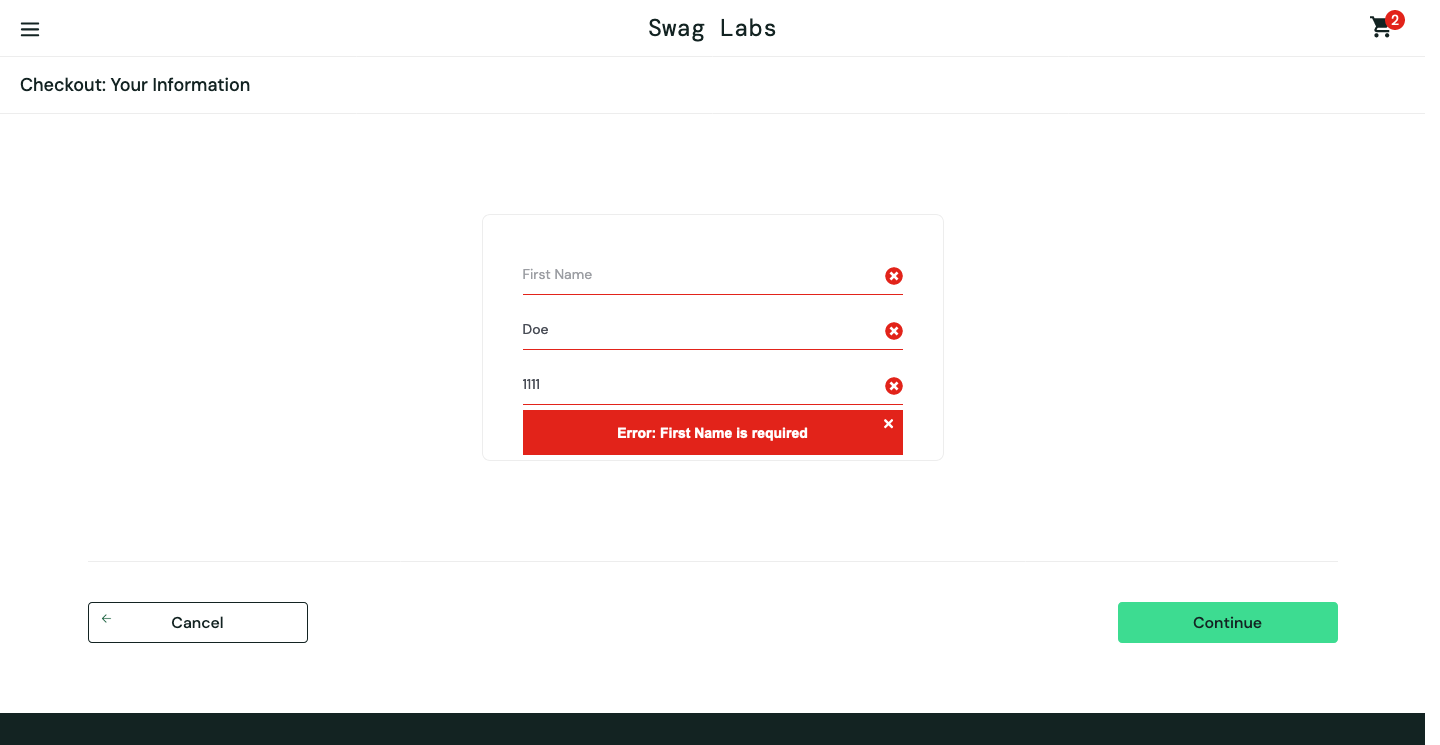 Swag Labs
2
Checkout: Your Information
First Name
Doe
1111
Error: First Name is required
Cancel
Continue